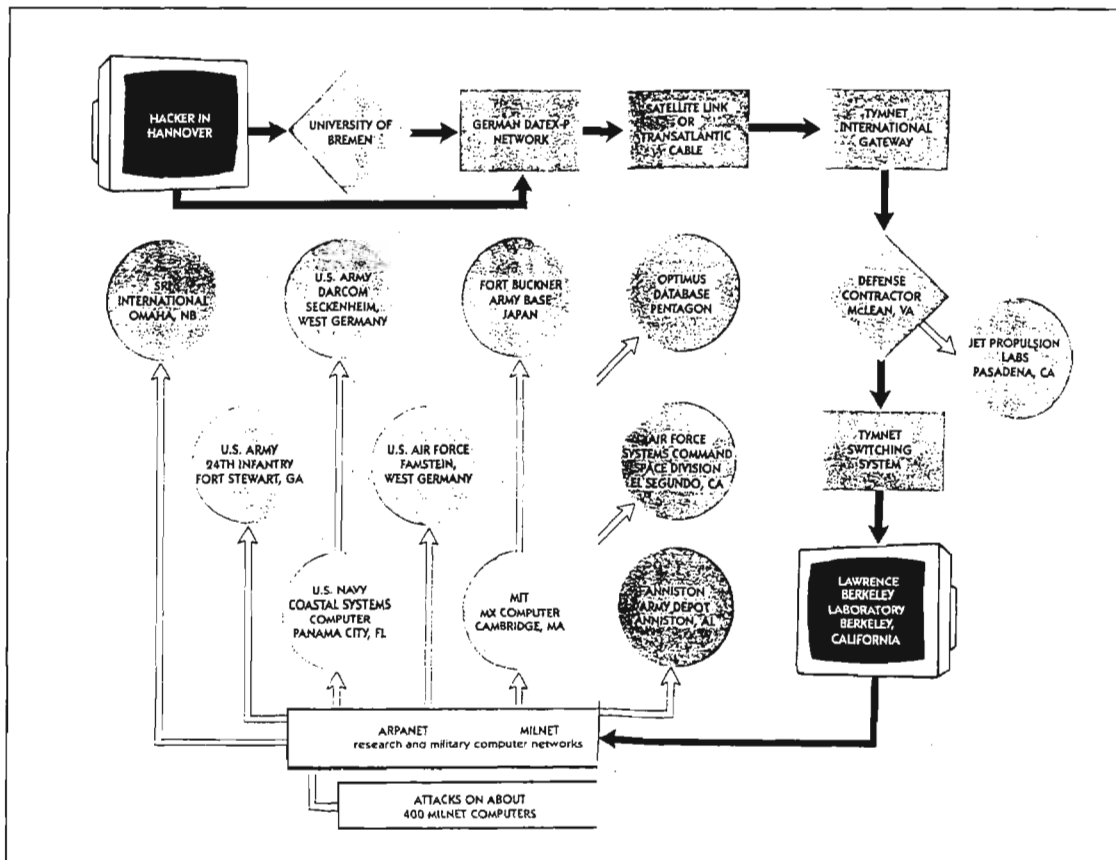 HACKER IN
HANNOVER
UNIVERSITY OF
BREMEN
GERMAN DATEX-P
NETWORK
SATELLITE LINK
OR
TRANSATLANTIC
CABLE
TYMNET
INTERNATIONAL
GATEWAY
SRI
INTERNATIONAL
OMAHA, NB
U.S. ARMY
DARCOM
SECKENHEIM,
WEST GERMANY
FORT BUCKNER
ARMY BASE
JAPAN
OPTIMUS
DATABASE
PENTAGON
DEFENSE
CONTRACTOR
MCLEAN, VA
JET PROPULSION
LABS
PASADENA, CA
U.S. ARMY
24TH INFANTRY
FORT STEWART, GA
U.S. AIR FORCE
FAMSTEIN,
WEST GERMANY
AIR FORCE
SYSTEMS COMMAND
SPACE DIVISION
EL SEGUNDO, CA
TYMNET
SWITCHING
SYSTEM
U.S. NAVY
COASTAL SYSTEMS
COMPUTER
PANAMA CITY, FL
MIT
MX COMPUTER
CAMBRIDGE, MA
ANNISTON
ARMY DEPOT
ANNISTON, AL
LAWRENCE
BERKELEY
LABORATORY
BERKELEY,
CALIFORNIA
ARPANET MILNET
research and military computer networks
ATTACKS ON ABOUT
400 MILNET COMPUTERS